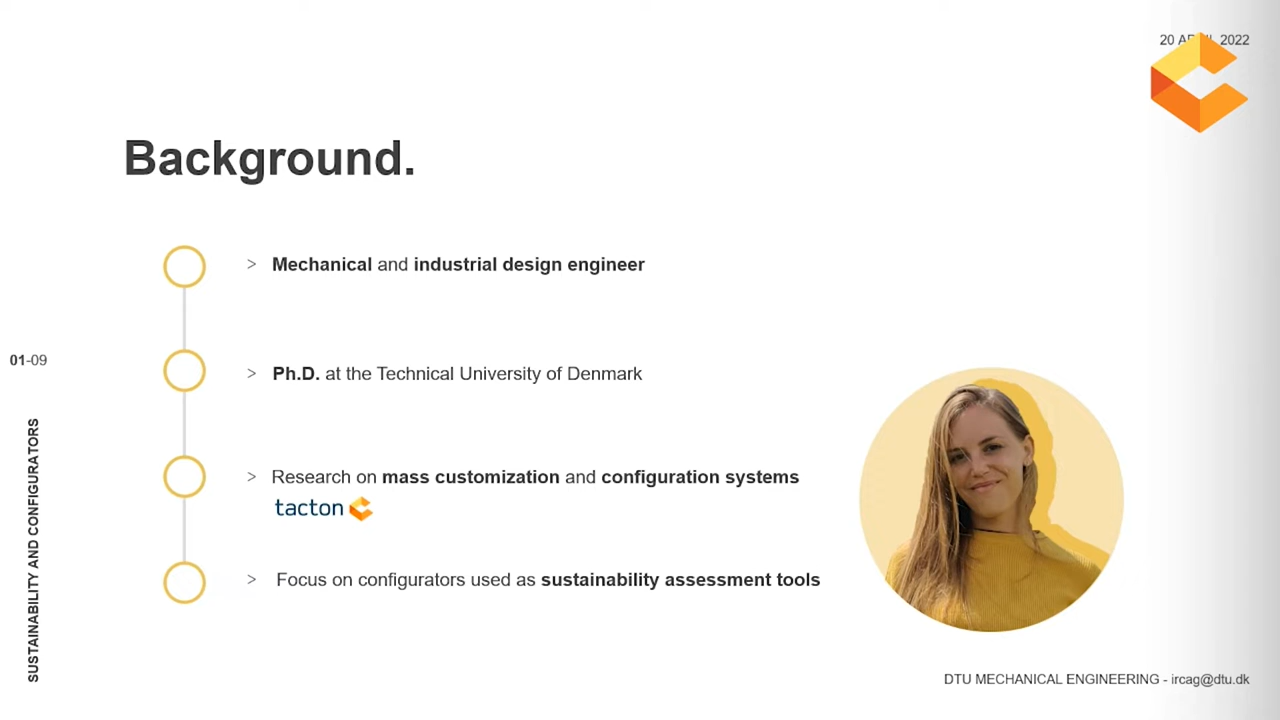 20 APRIL 2022
Background.
> Mechanical and industrial design engineer
> Ph.D. at the Technical University of Denmark
01-09
SUSTAINABILITY AND CONFIGURATORS
> Research on mass customization and configuration systems
tacton
> Focus on configurators used as sustainability assessment tools
DTU MECHANICAL ENGINEERING - ircag@dtu.dk